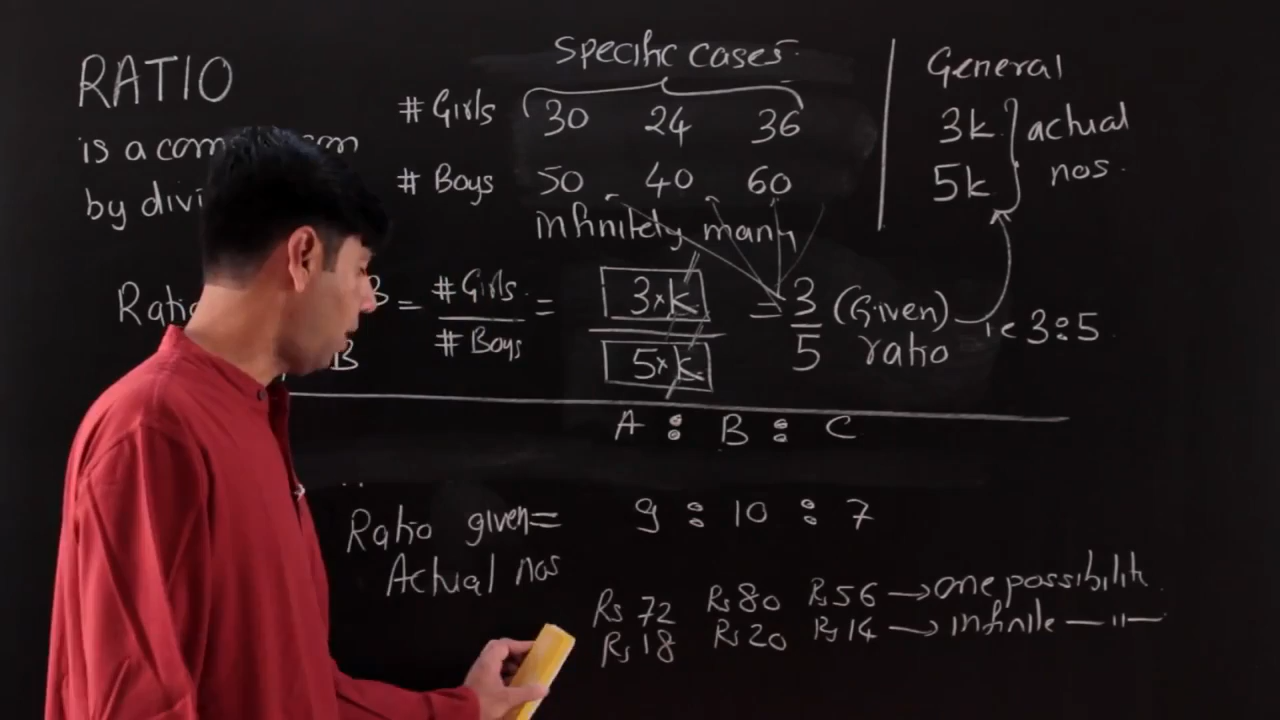 RATIO
is a com on
by divi
Specific cases.
# Girls 30 24 36
# Boys 50 40 60
infinitely many
General
3k
5k
actual
nos.
Ratio B = # Girls = 3×k = 3 (Given) ie 3:5
B # Boys 5×k 5 ratio
A : B : C
Ratio given = 9 : 10 : 7
Actual nos
Rs 72 Rs 80 Rs 56 → one possibilit
Rs 18 Rs 20 Rs 14 → infinite —"—